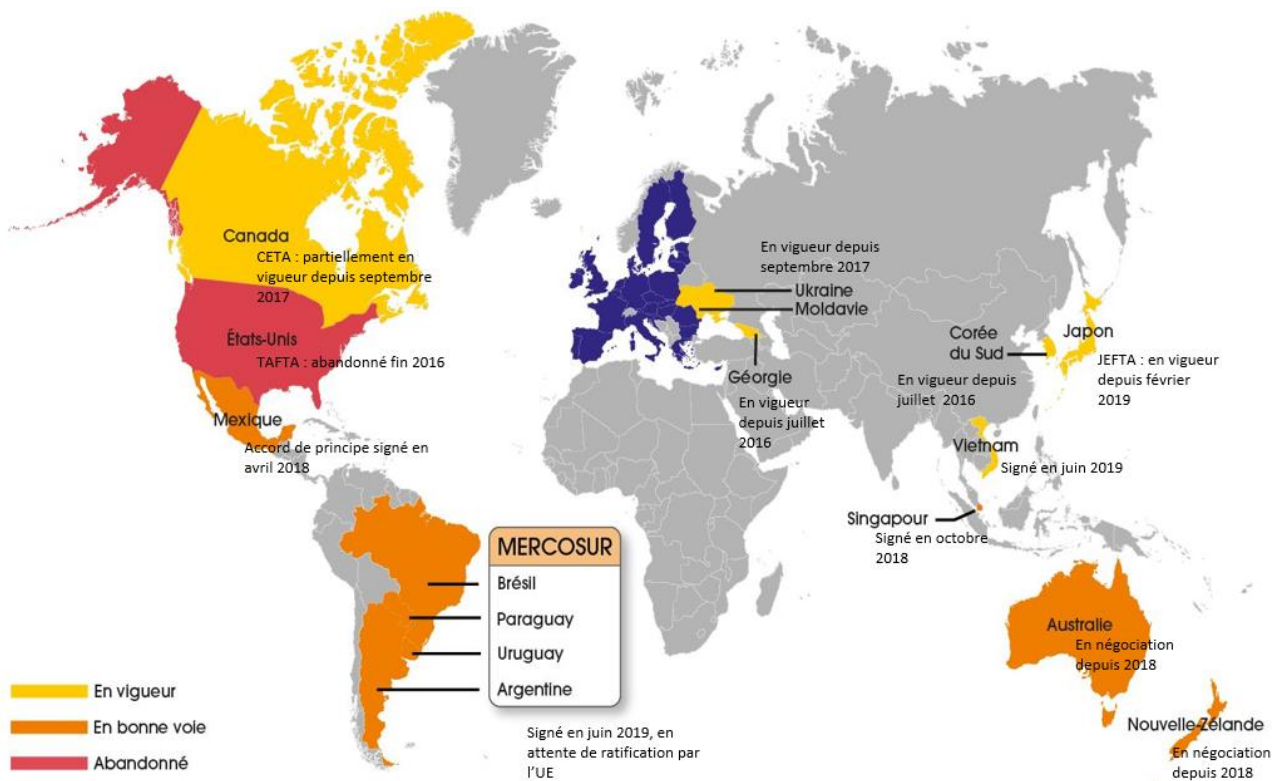 Canada
CETA : partiellement en
vigueur depuis septembre
2017
États-Unis
TAFTA : abandonné fin 2016
Mexique
Accord de principe signé en
avril 2018
En vigueur depuis
septembre 2017
Ukraine
Moldavie
Géorgie
En vigueur
depuis juillet
2016
Corée
du Sud
En vigueur depuis
juillet  2016
Japon
JEFTA : en vigueur
depuis février
2019
Vietnam
Signé en juin 2019
Singapour
Signé en octobre
2018
MERCOSUR
Brésil
Paraguay
Uruguay
Argentine
Signé en juin 2019, en
attente de ratification par
l'UE
Australie
En négociation
depuis 2018
Nouvelle-Zélande
En négociation
depuis 2018
En vigueur
En bonne voie
Abandonné